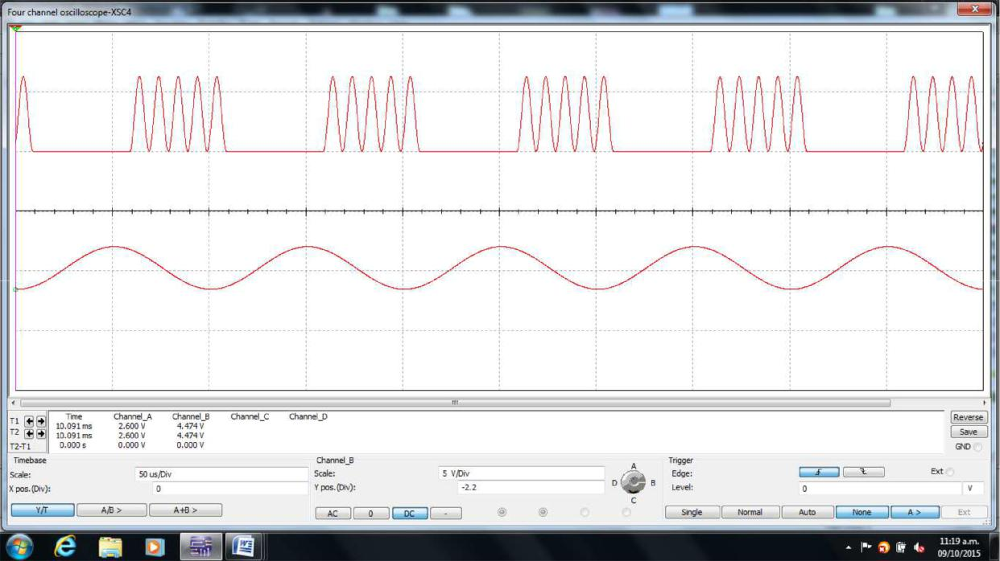 Four channel oscilloscope-XSC4
T1
T2
T2-T1
Time Channel_A Channel_B Channel_C Channel_D
10.091 ms 2.600 V 4.474 V
10.091 ms 2.600 V 4.474 V
0.000 s 0.000 V 0.000 V
Reverse
Save
GND
Timebase
Scale: 50 us/Div
X pos.(Div): 0
Y/T A/B > A+B >
Channel_B
Scale: 5 V/Div
Y pos.(Div): -2.2
AC 0 DC -
A
D B
C
Trigger
Edge: Ext
Level: 0 V
Single Normal Auto None A > Ext
11:19 a.m.
09/10/2015